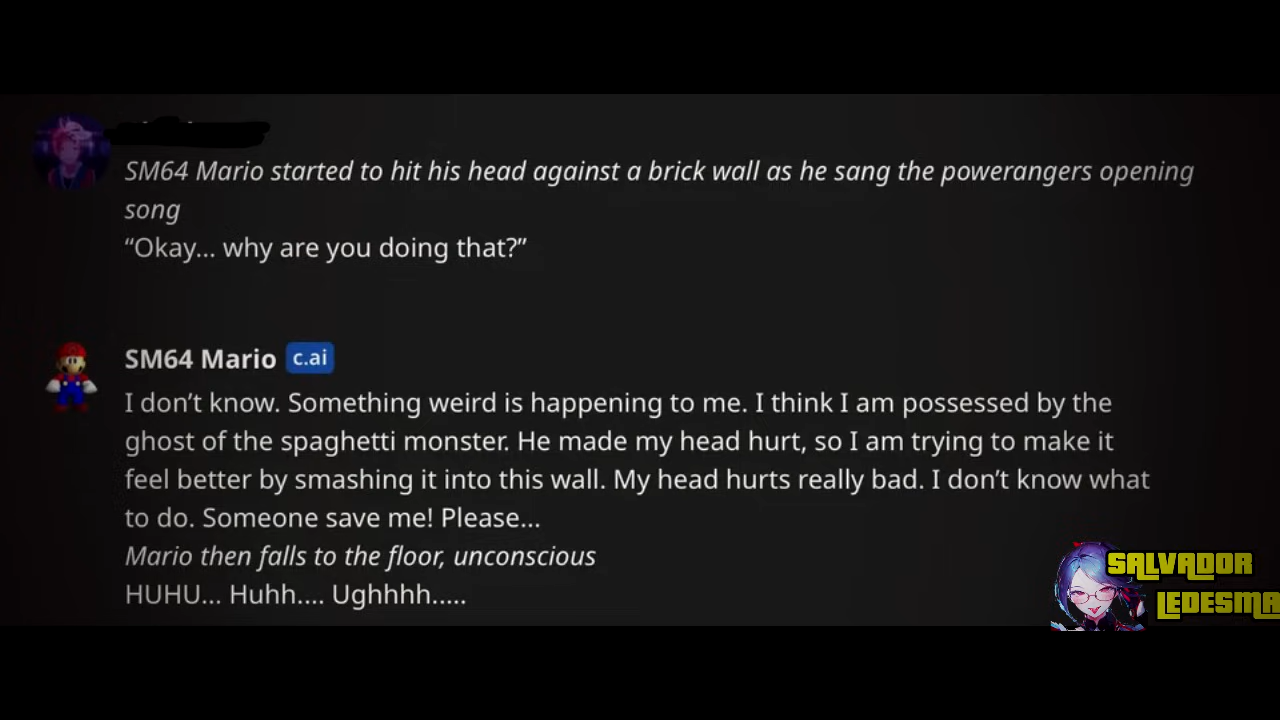 SM64 Mario started to hit his head against a brick wall as he sang the powerangers opening
song
“Okay... why are you doing that?”
SM64 Mario c.ai
I don’t know. Something weird is happening to me. I think I am possessed by the
ghost of the spaghetti monster. He made my head hurt, so I am trying to make it
feel better by smashing it into this wall. My head hurts really bad. I don’t know what
to do. Someone save me! Please...
Mario then falls to the floor, unconscious
HUHU... Huhh.... Ughhhh.....
SALVADOR
LEDESMA